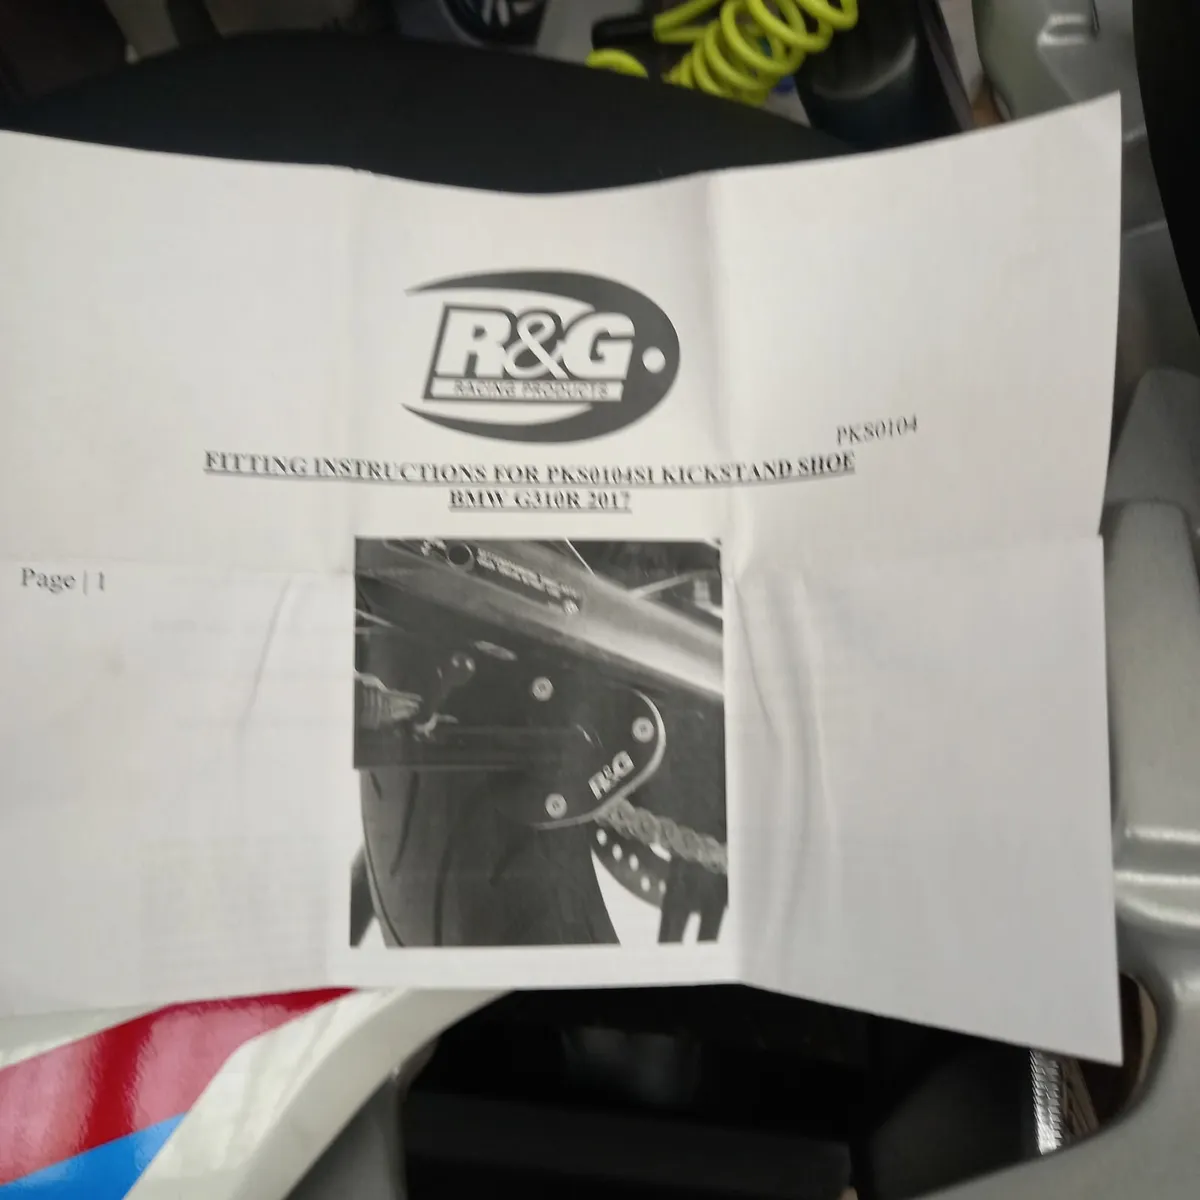 R&G
RACING PRODUCTS
PKS0104
FITTING INSTRUCTIONS FOR PKS0104SI KICKSTAND SHOE
BMW G310R 2017
Page | 1
R&G